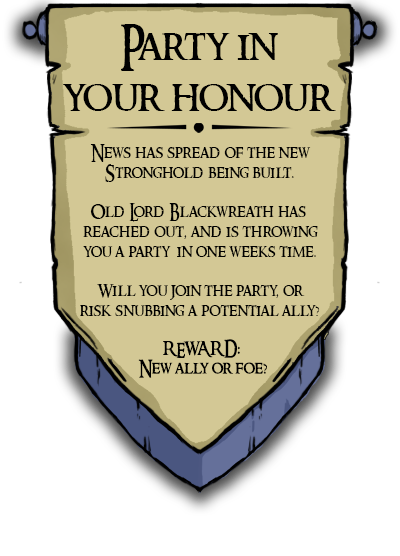 Party in
your honour
News has spread of the new
Stronghold being built.
Old Lord Blackwreath has
reached out, and is throwing
you a party in one weeks time.
Will you join the party, or
risk snubbing a potential ally?
Reward:
New ally or foe?